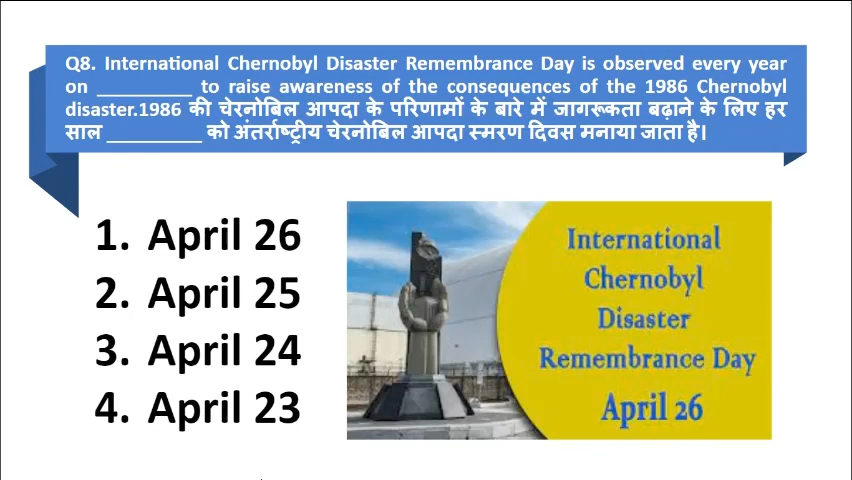 Q8. International Chernobyl Disaster Remembrance Day is observed every year
on __________ to raise awareness of the consequences of the 1986 Chernobyl
disaster.1986 की चेरनोबिल आपदा के परिणामों के बारे में जागरूकता बढ़ाने के लिए हर
साल __________ को अंतर्राष्ट्रीय चेरनोबिल आपदा स्मरण दिवस मनाया जाता है।
1. April 26
2. April 25
3. April 24
4. April 23
International
Chernobyl
Disaster
Remembrance Day
April 26